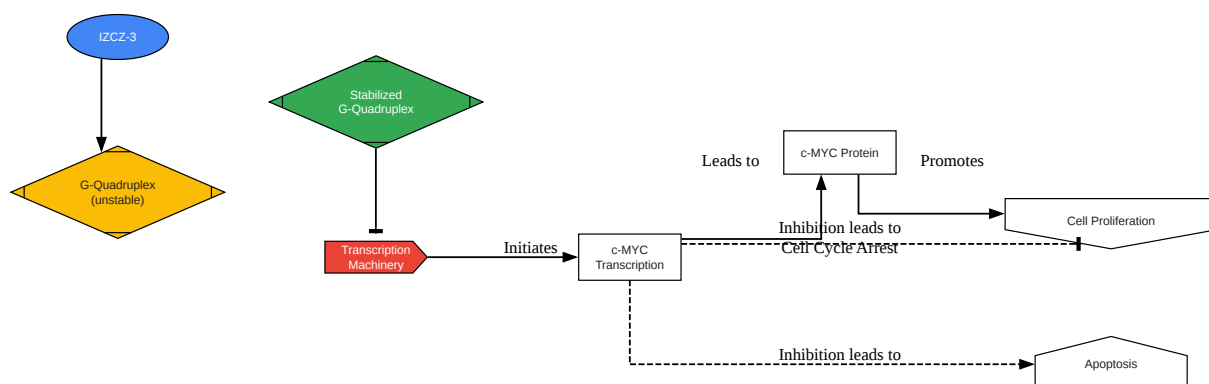 IZCZ-3
Stabilized
G-Quadruplex
G-Quadruplex
(unstable)
Transcription
Machinery
Initiates
c-MYC
Transcription
Leads to
c-MYC Protein
Promotes
Cell Proliferation
Inhibition leads to
Cell Cycle Arrest
Inhibition leads to
Apoptosis